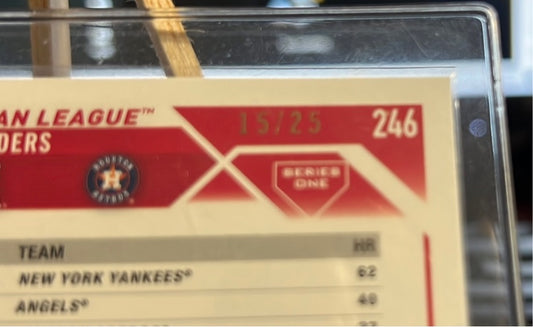 AN LEAGUE™
DERS
15/25
246
HOUSTON
ASTROS
SERIES
ONE
TEAM HR
NEW YORK YANKEES® 62
ANGELS® 40